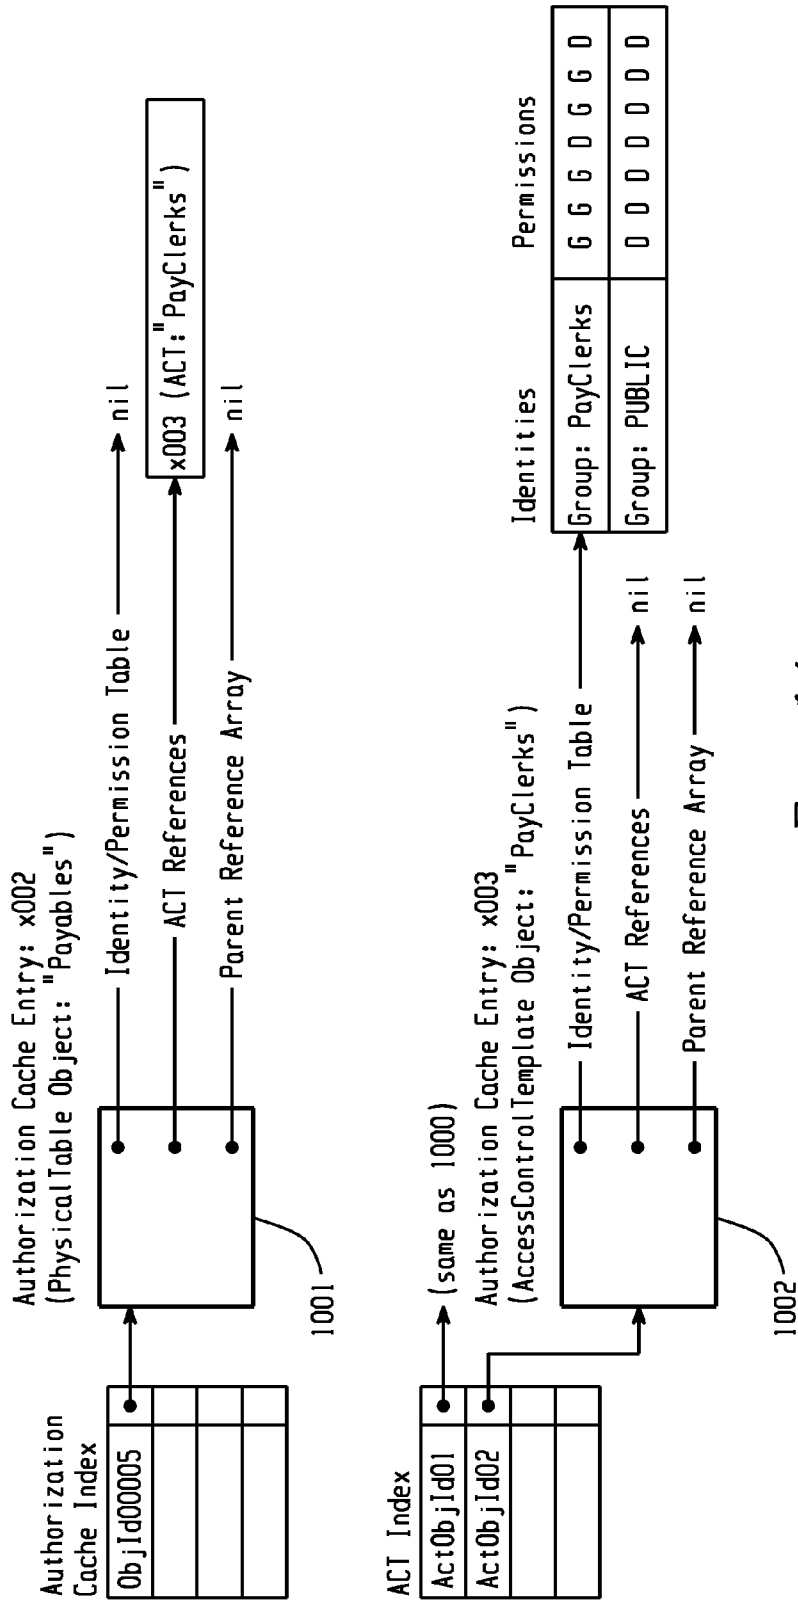 Authorization
Cache Index
ObjId00005
Authorization Cache Entry: x002
(PhysicalTable Object: "Payables")
Identity/Permission Table
nil
ACT References
x003 (ACT: "PayClerks")
Parent Reference Array
nil
1001
ACT Index
ActObjId01
ActObjId02
(same as 1000)
Authorization Cache Entry: x003
(AccessControlTemplate Object: "PayClerks")
Identity/Permission Table
ACT References
nil
Parent Reference Array
nil
1002
Identities
Permissions
Group: PayClerks
G G G D G G D
Group: PUBLIC
D D D D D D D